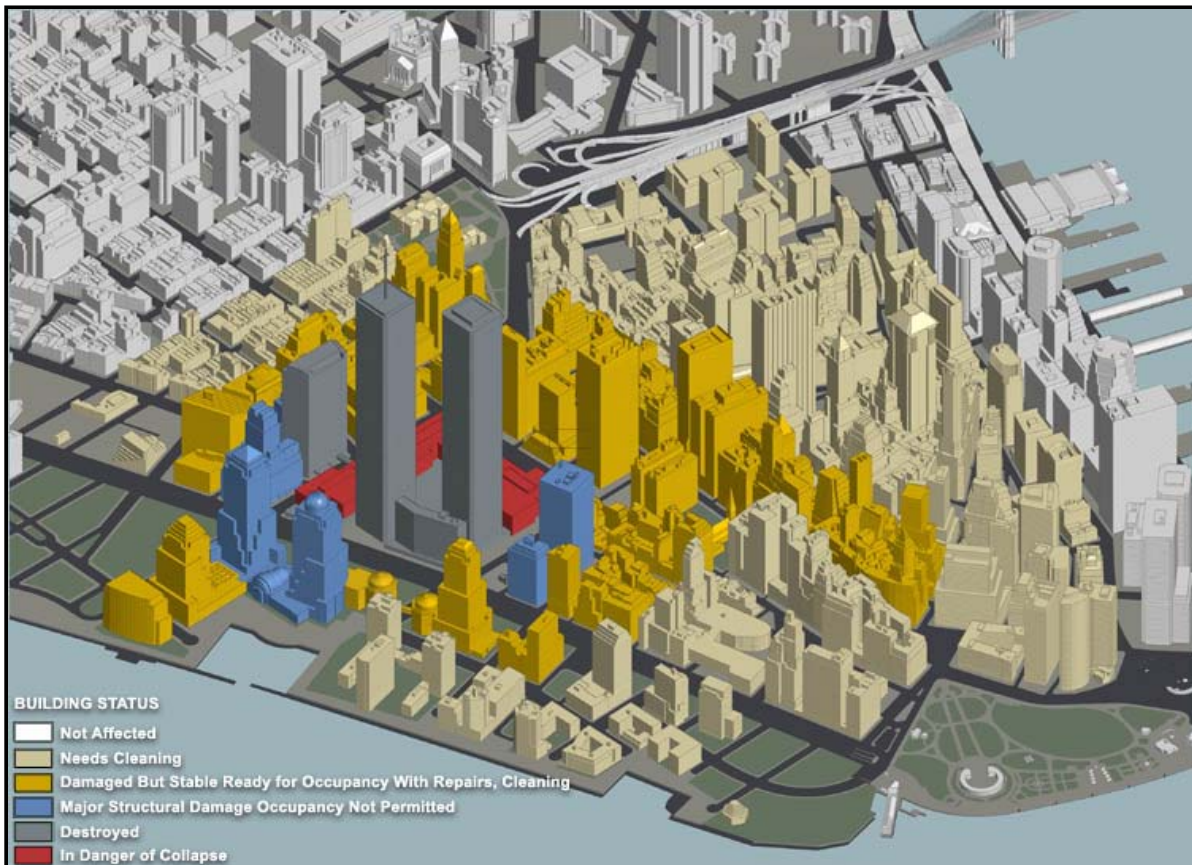 BUILDING STATUS
Not Affected
Needs Cleaning
Damaged But Stable Ready for Occupancy With Repairs, Cleaning
Major Structural Damage Occupancy Not Permitted
Destroyed
In Danger of Collapse